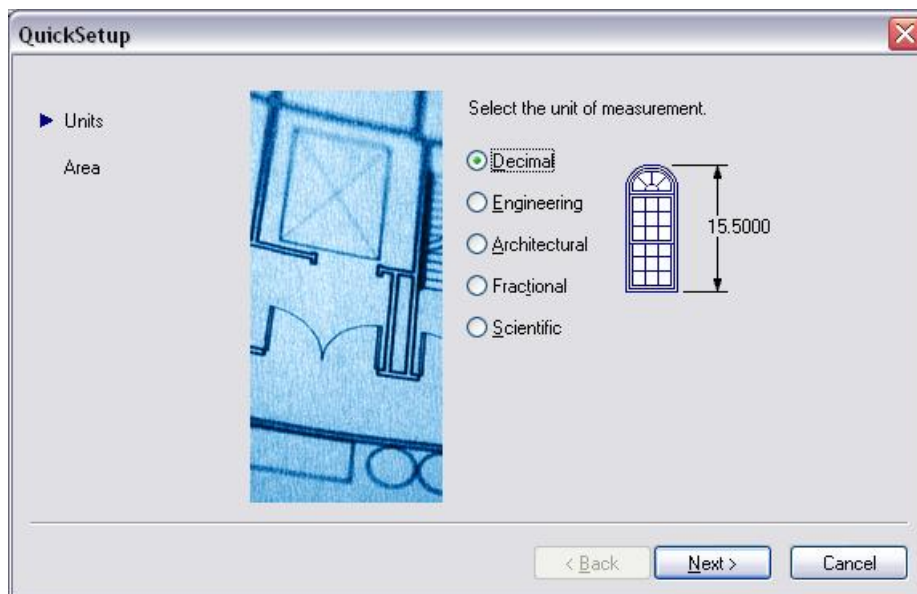 QuickSetup
Units
Area
Select the unit of measurement.
Decimal
Engineering
Architectural
Fractional
Scientific
15.5000
< Back
Next >
Cancel